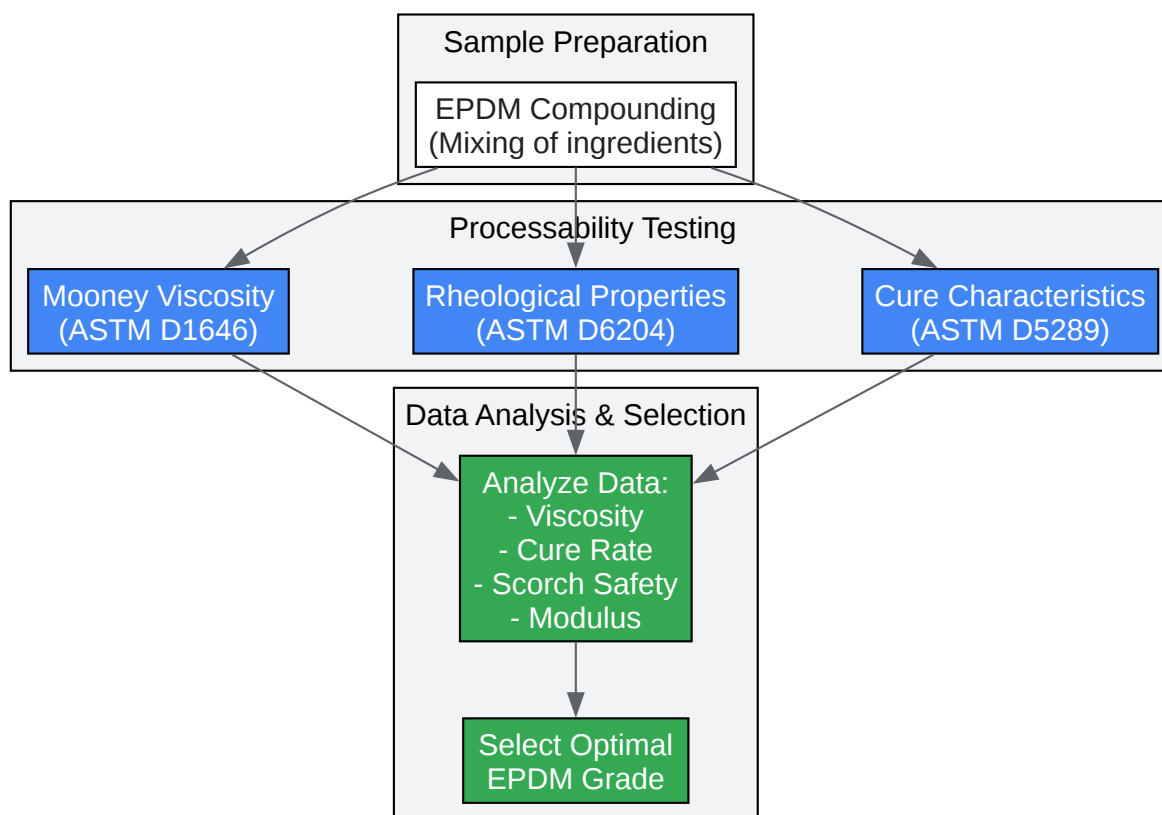 Sample Preparation
EPDM Compounding
(Mixing of ingredients)
Processability Testing
Mooney Viscosity
(ASTM D1646)
Rheological Properties
(ASTM D6204)
Cure Characteristics
(ASTM D5289)
Data Analysis & Selection
Analyze Data:
- Viscosity
- Cure Rate
- Scorch Safety
- Modulus
Select Optimal
EPDM Grade